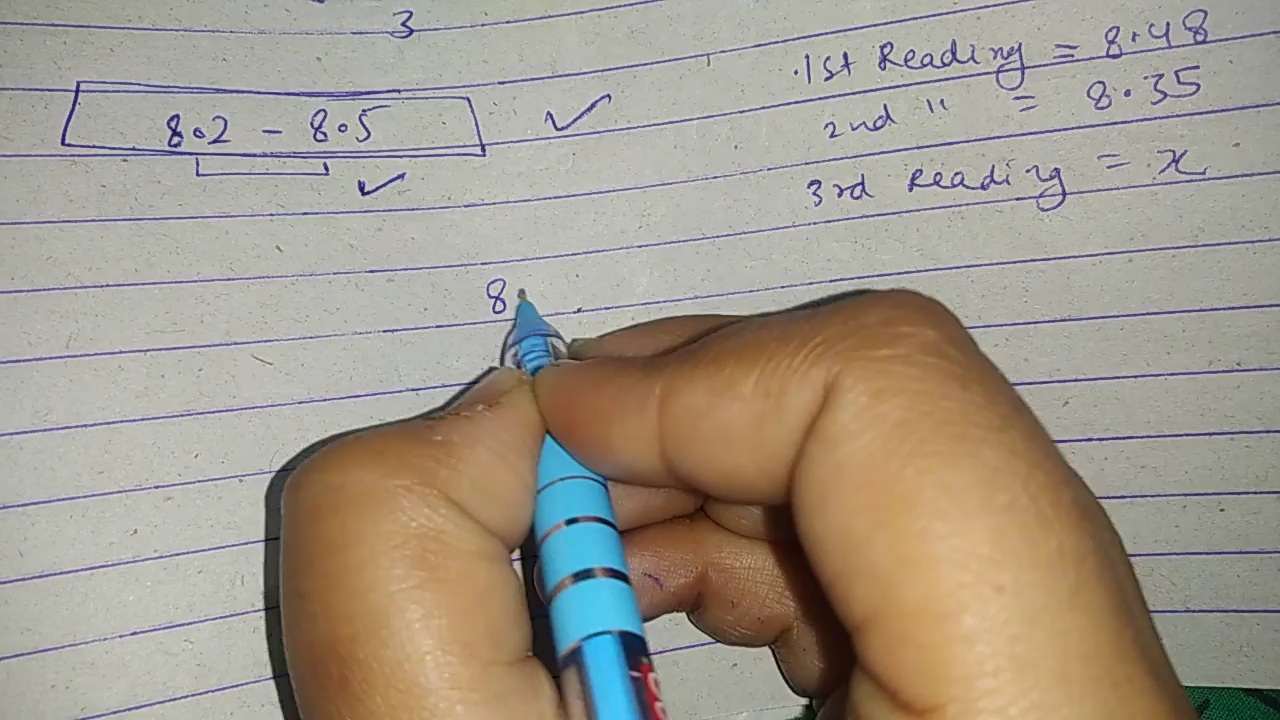 3
8.2 - 8.5 ✓
✓
1st Reading = 8.48
2nd " = 8.35
3rd Reading = x
8.